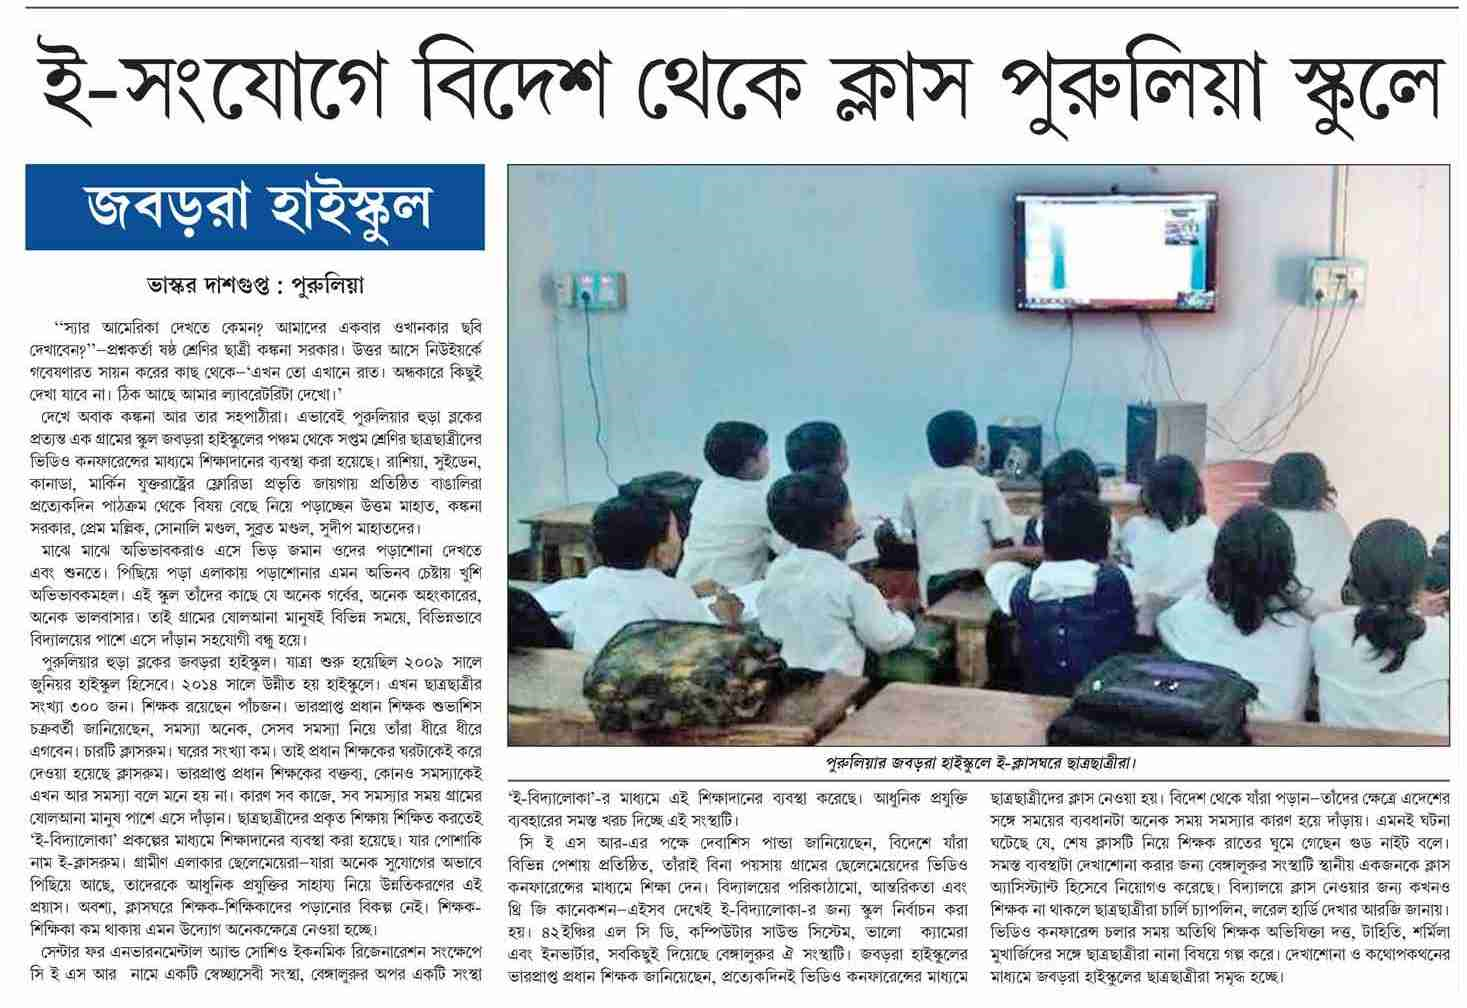 ই-সংযোগে বিদেশ থেকে ক্লাস পুরুলিয়া স্কুলে
জবড়রা হাইস্কুল
ভাস্কর দাশগুপ্ত : পুরুলিয়া
‘‘স্যার আমেরিকা দেখতে কেমন? আমাদের একবার ওখানকার ছবি
দেখাবেন?’’—প্রশ্নকর্তা ষষ্ঠ শ্রেণির ছাত্রী কঙ্কনা সরকার। উত্তর আসে নিউইয়র্কে
গবেষণারত সায়ন করের কাছ থেকে—‘এখন তো এখানে রাত। অন্ধকারে কিছুই
দেখা যাবে না। ঠিক আছে আমার ল্যাবরেটরিটা দেখো।’
দেখে অবাক কঙ্কনা আর তার সহপাঠীরা। এভাবেই পুরুলিয়ার হুড়া ব্লকের
প্রত্যন্ত এক গ্রামের স্কুল জবড়রা হাইস্কুলের পঞ্চম থেকে সপ্তম শ্রেণির ছাত্রছাত্রীদের
ভিডিও কনফারেন্সের মাধ্যমে শিক্ষাদানের ব্যবস্থা করা হয়েছে। রাশিয়া, সুইডেন,
কানাডা, মার্কিন যুক্তরাষ্ট্রের ফ্লোরিডা প্রভৃতি জায়গায় প্রতিষ্ঠিত বাঙালিরা
প্রত্যেকদিন পাঠক্রম থেকে বিষয় বেছে নিয়ে পড়াচ্ছেন উত্তম মাহাত, কঙ্কনা
সরকার, প্রেম মল্লিক, সোনালি মণ্ডল, সুব্রত মণ্ডল, সুদীপ মাহাতদের।
মাঝে মাঝে অভিভাবকরাও এসে ভিড় জমান ওদের পড়াশোনা দেখতে
এবং শুনতে। পিছিয়ে পড়া এলাকায় পড়াশোনার এমন অভিনব চেষ্টায় খুশি
অভিভাবকমহল। এই স্কুল তাঁদের কাছে যে অনেক গর্বের, অনেক অহংকারের,
অনেক ভালবাসার। তাই গ্রামের ষোলআনা মানুষই বিভিন্ন সময়ে, বিভিন্নভাবে
বিদ্যালয়ের পাশে এসে দাঁড়ান সহযোগী বন্ধু হয়ে।
পুরুলিয়ার হুড়া ব্লকের জবড়রা হাইস্কুল। যাত্রা শুরু হয়েছিল ২০০৯ সালে
জুনিয়র হাইস্কুল হিসেবে। ২০১৪ সালে উন্নীত হয় হাইস্কুলে। এখন ছাত্রছাত্রীর
সংখ্যা ৩০০ জন। শিক্ষক রয়েছেন পাঁচজন। ভারপ্রাপ্ত প্রধান শিক্ষক শুভাশিস
চক্রবর্তী জানিয়েছেন, সমস্যা অনেক, সেসব সমস্যা নিয়ে তাঁরা ধীরে ধীরে
এগবেন। চারটি ক্লাসরুম। ঘরের সংখ্যা কম। তাই প্রধান শিক্ষকের ঘরটাকেই করে
দেওয়া হয়েছে ক্লাসরুম। ভারপ্রাপ্ত প্রধান শিক্ষকের বক্তব্য, কোনও সমস্যাকেই
এখন আর সমস্যা বলে মনে হয় না। কারণ সব কাজে, সব সমস্যার সময় গ্রামের
ষোলআনা মানুষ পাশে এসে দাঁড়ান। ছাত্রছাত্রীদের প্রকৃত শিক্ষায় শিক্ষিত করতেই
‘ই-বিদ্যালোকা’ প্রকল্পের মাধ্যমে শিক্ষাদানের ব্যবস্থা করা হয়েছে। যার পোশাকি
নাম ই-ক্লাসরুম। গ্রামীণ এলাকার ছেলেমেয়েরা—যারা অনেক সুযোগের অভাবে
পিছিয়ে আছে, তাদেরকে আধুনিক প্রযুক্তির সাহায্য নিয়ে উন্নতিকরণের এই
প্রয়াস। অবশ্য, ক্লাসঘরে শিক্ষক-শিক্ষিকাদের পড়ানোর বিকল্প নেই। শিক্ষক-
শিক্ষিকা কম থাকায় এমন উদ্যোগ অনেকক্ষেত্রে নেওয়া হচ্ছে।
সেন্টার ফর এনভারনমেন্টাল অ্যান্ড সোশিও ইকনমিক রিজেনারেশন সংক্ষেপে
সি ই এস আর নামে একটি স্বেচ্ছাসেবী সংস্থা, বেঙ্গালুরুর অপর একটি সংস্থা
পুরুলিয়ার জবড়রা হাইস্কুলে ই-ক্লাসঘরে ছাত্রছাত্রীরা।
‘ই-বিদ্যালোকা’-র মাধ্যমে এই শিক্ষাদানের ব্যবস্থা করেছে। আধুনিক প্রযুক্তি
ব্যবহারের সমস্ত খরচ দিচ্ছে এই সংস্থাটি।
সি ই এস আর-এর পক্ষে দেবাশিস পান্ডা জানিয়েছেন, বিদেশে যাঁরা
বিভিন্ন পেশায় প্রতিষ্ঠিত, তাঁরাই বিনা পয়সায় গ্রামের ছেলেমেয়েদের ভিডিও
কনফারেন্সের মাধ্যমে শিক্ষা দেন। বিদ্যালয়ের পরিকাঠামো, আন্তরিকতা এবং
থ্রি জি কানেকশন—এইসব দেখেই ই-বিদ্যালোকা-র জন্য স্কুল নির্বাচন করা
হয়। ৪২ইঞ্চির এল সি ডি, কম্পিউটার সাউন্ড সিস্টেম, ভালো ক্যামেরা
এবং ইনভার্টার, সবকিছুই দিয়েছে বেঙ্গালুরুর ঐ সংস্থাটি। জবড়রা হাইস্কুলের
ভারপ্রাপ্ত প্রধান শিক্ষক জানিয়েছেন, প্রত্যেকদিনই ভিডিও কনফারেন্সের মাধ্যমে
ছাত্রছাত্রীদের ক্লাস নেওয়া হয়। বিদেশ থেকে যাঁরা পড়ান—তাঁদের ক্ষেত্রে এদেশের
সঙ্গে সময়ের ব্যবধানটা অনেক সময় সমস্যার কারণ হয়ে দাঁড়ায়। এমনই ঘটনা
ঘটেছে যে, শেষ ক্লাসটি নিয়ে শিক্ষক রাতের ঘুমে গেছেন গুড নাইট বলে।
সমস্ত ব্যবস্থাটা দেখাশোনা করার জন্য বেঙ্গালুরুর সংস্থাটি স্থানীয় একজনকে ক্লাস
অ্যাসিস্ট্যান্ট হিসেবে নিয়োগও করেছে। বিদ্যালয়ে ক্লাস নেওয়ার জন্য কখনও
শিক্ষক না থাকলে ছাত্রছাত্রীরা চার্লি চ্যাপলিন, লরেল হার্ডি দেখার আরজি জানায়।
ভিডিও কনফারেন্স চলার সময় অতিথি শিক্ষক অভিষিক্তা দত্ত, টাহিতি, শর্মিলা
মুখার্জিদের সঙ্গে ছাত্রছাত্রীরা নানা বিষয়ে গল্প করে। দেখাশোনা ও কথোপকথনের
মাধ্যমে জবড়রা হাইস্কুলের ছাত্রছাত্রীরা সমৃদ্ধ হচ্ছে।